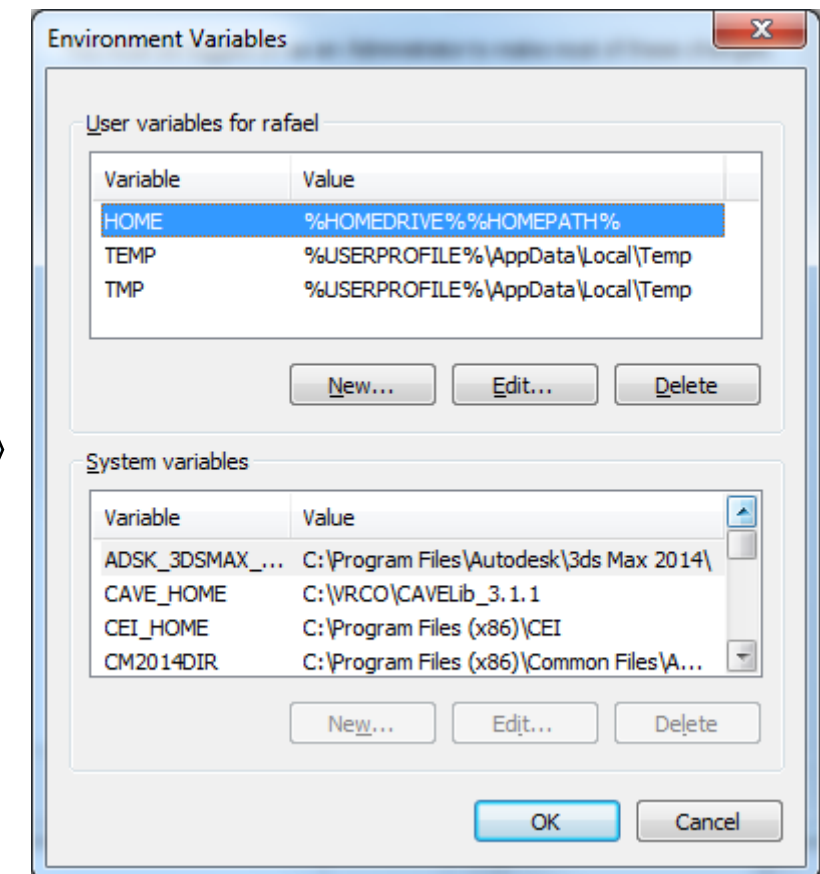 Environment Variables
User variables for rafael
Variable Value
HOME %HOMEDRIVE%%HOMEPATH%
TEMP %USERPROFILE%\AppData\Local\Temp
TMP %USERPROFILE%\AppData\Local\Temp
New... Edit... Delete
System variables
Variable Value
ADSK_3DSMAX_... C:\Program Files\Autodesk\3ds Max 2014\
CAVE_HOME C:\VRCO\CAVELib_3.1.1
CEI_HOME C:\Program Files (x86)\CEI
CM2014DIR C:\Program Files (x86)\Common Files\A...
New... Edit... Delete
OK Cancel